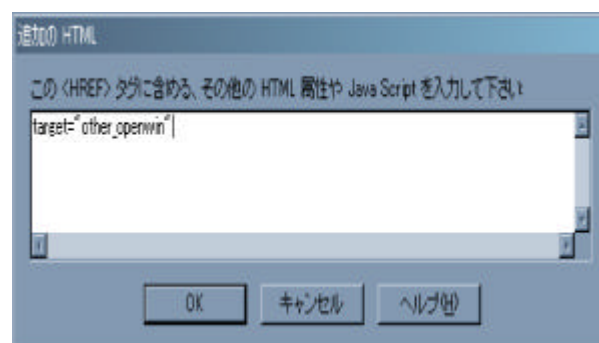 追加の HTML
この <HREF> タグに含める、その他の HTML 属性や Java Script を入力して下さい
target="other_openwin"
OK キャンセル ヘルプ(H)